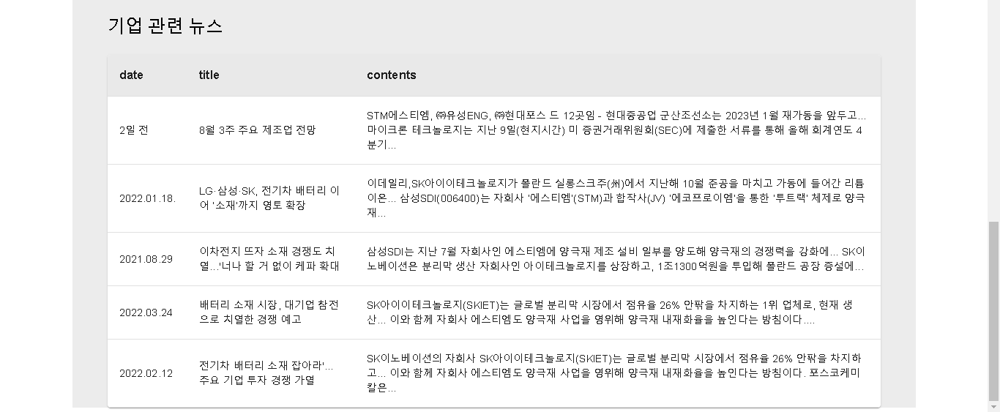 기업 관련 뉴스
date title contents
2일 전
8월 3주 주요 제조업 전망
STM에스티엠, ㈜유성ENG, ㈜현대포스 드 12곳임 - 현대중공업 군산조선소는 2023년 1월 재가동을 앞두고...
마이크론 테크놀로지는 지난 9일(현지시간) 미 증권거래위원회(SEC)에 제출한 서류를 통해 올해 회계연도 4
분기...
2022.01.18.
LG·삼성·SK, 전기차 배터리 이
어 '소재'까지 영토 확장
이데일리,SK아이이테크놀로지가 폴란드 실롱스크주(州)에서 지난해 10월 준공을 마치고 가동에 들어간 리튬
이온... 삼성SDI(006400)는 자회사 '에스티엠'(STM)과 합작사(JV) '에코프로이엠'을 통한 '투트랙' 체제로 양극
재...
2021.08.29
이차전지 뜨자 소재 경쟁도 치
열...'너나 할 거 없이 케파 확대
삼성SDI는 지난 7월 자회사인 에스티엠에 양극재 제조 설비 일부를 양도해 양극재의 경쟁력을 강화에... SK이
노베이션은 분리막 생산 자회사인 아이테크놀로지를 상장하고, 1조1300억원을 투입해 폴란드 공장 증설에...
2022.03.24
배터리 소재 시장, 대기업 참전
으로 치열한 경쟁 예고
SK아이이테크놀로지(SKIET)는 글로벌 분리막 시장에서 점유율 26% 안팎을 차지하는 1위 업체로, 현재 생
산... 이와 함께 자회사 에스티엠도 양극재 사업을 영위해 양극재 내재화율을 높인다는 방침이다....
2022.02.12
전기차 배터리 소재 잡아라'...
주요 기업 투자 경쟁 가열
SK이노베이션의 자회사 SK아이이테크놀로지(SKIET)는 글로벌 분리막 시장에서 점유율 26% 안팎을 차지하
고... 이와 함께 자회사 에스티엠도 양극재 사업을 영위해 양극재 내재화율을 높인다는 방침이다. 포스코케미
칼은...